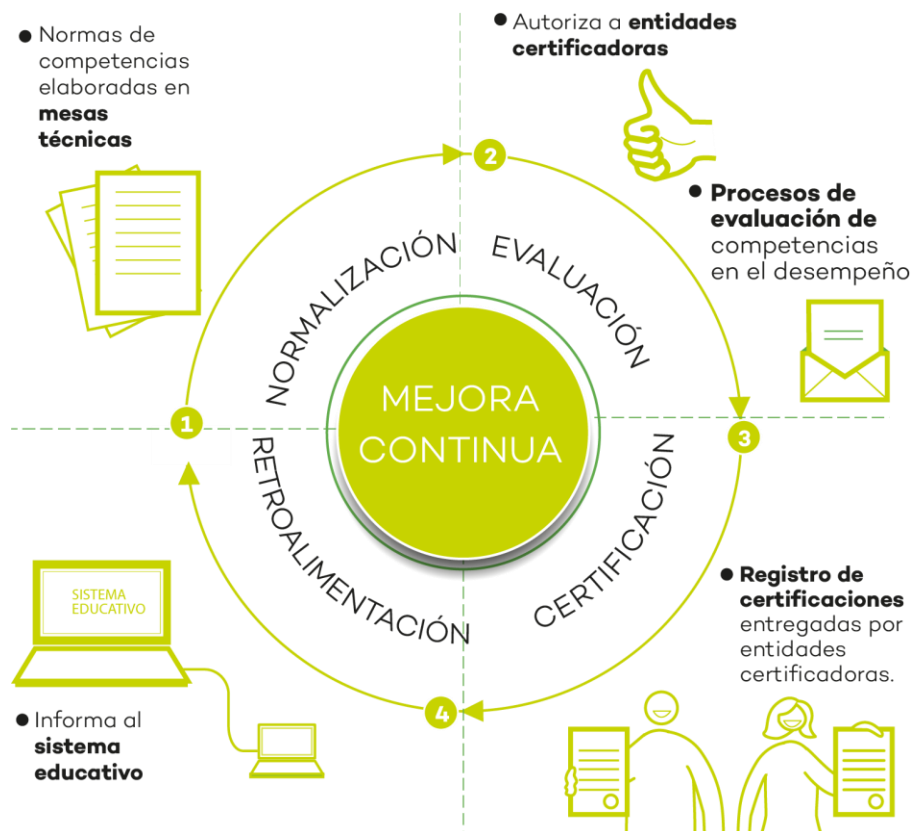 ● Normas de
competencias
elaboradas en
mesas
técnicas
● Autoriza a entidades
certificadoras
● Procesos de
evaluación de
competencias
en el desempeño
1
NORMALIZACIÓN
2
EVALUACIÓN
MEJORA
CONTINUA
3
CERTIFICACIÓN
● Registro de
certificaciones
entregadas por
entidades
certificadoras.
4
RETROALIMENTACIÓN
SISTEMA
EDUCATIVO
● Informa al
sistema
educativo